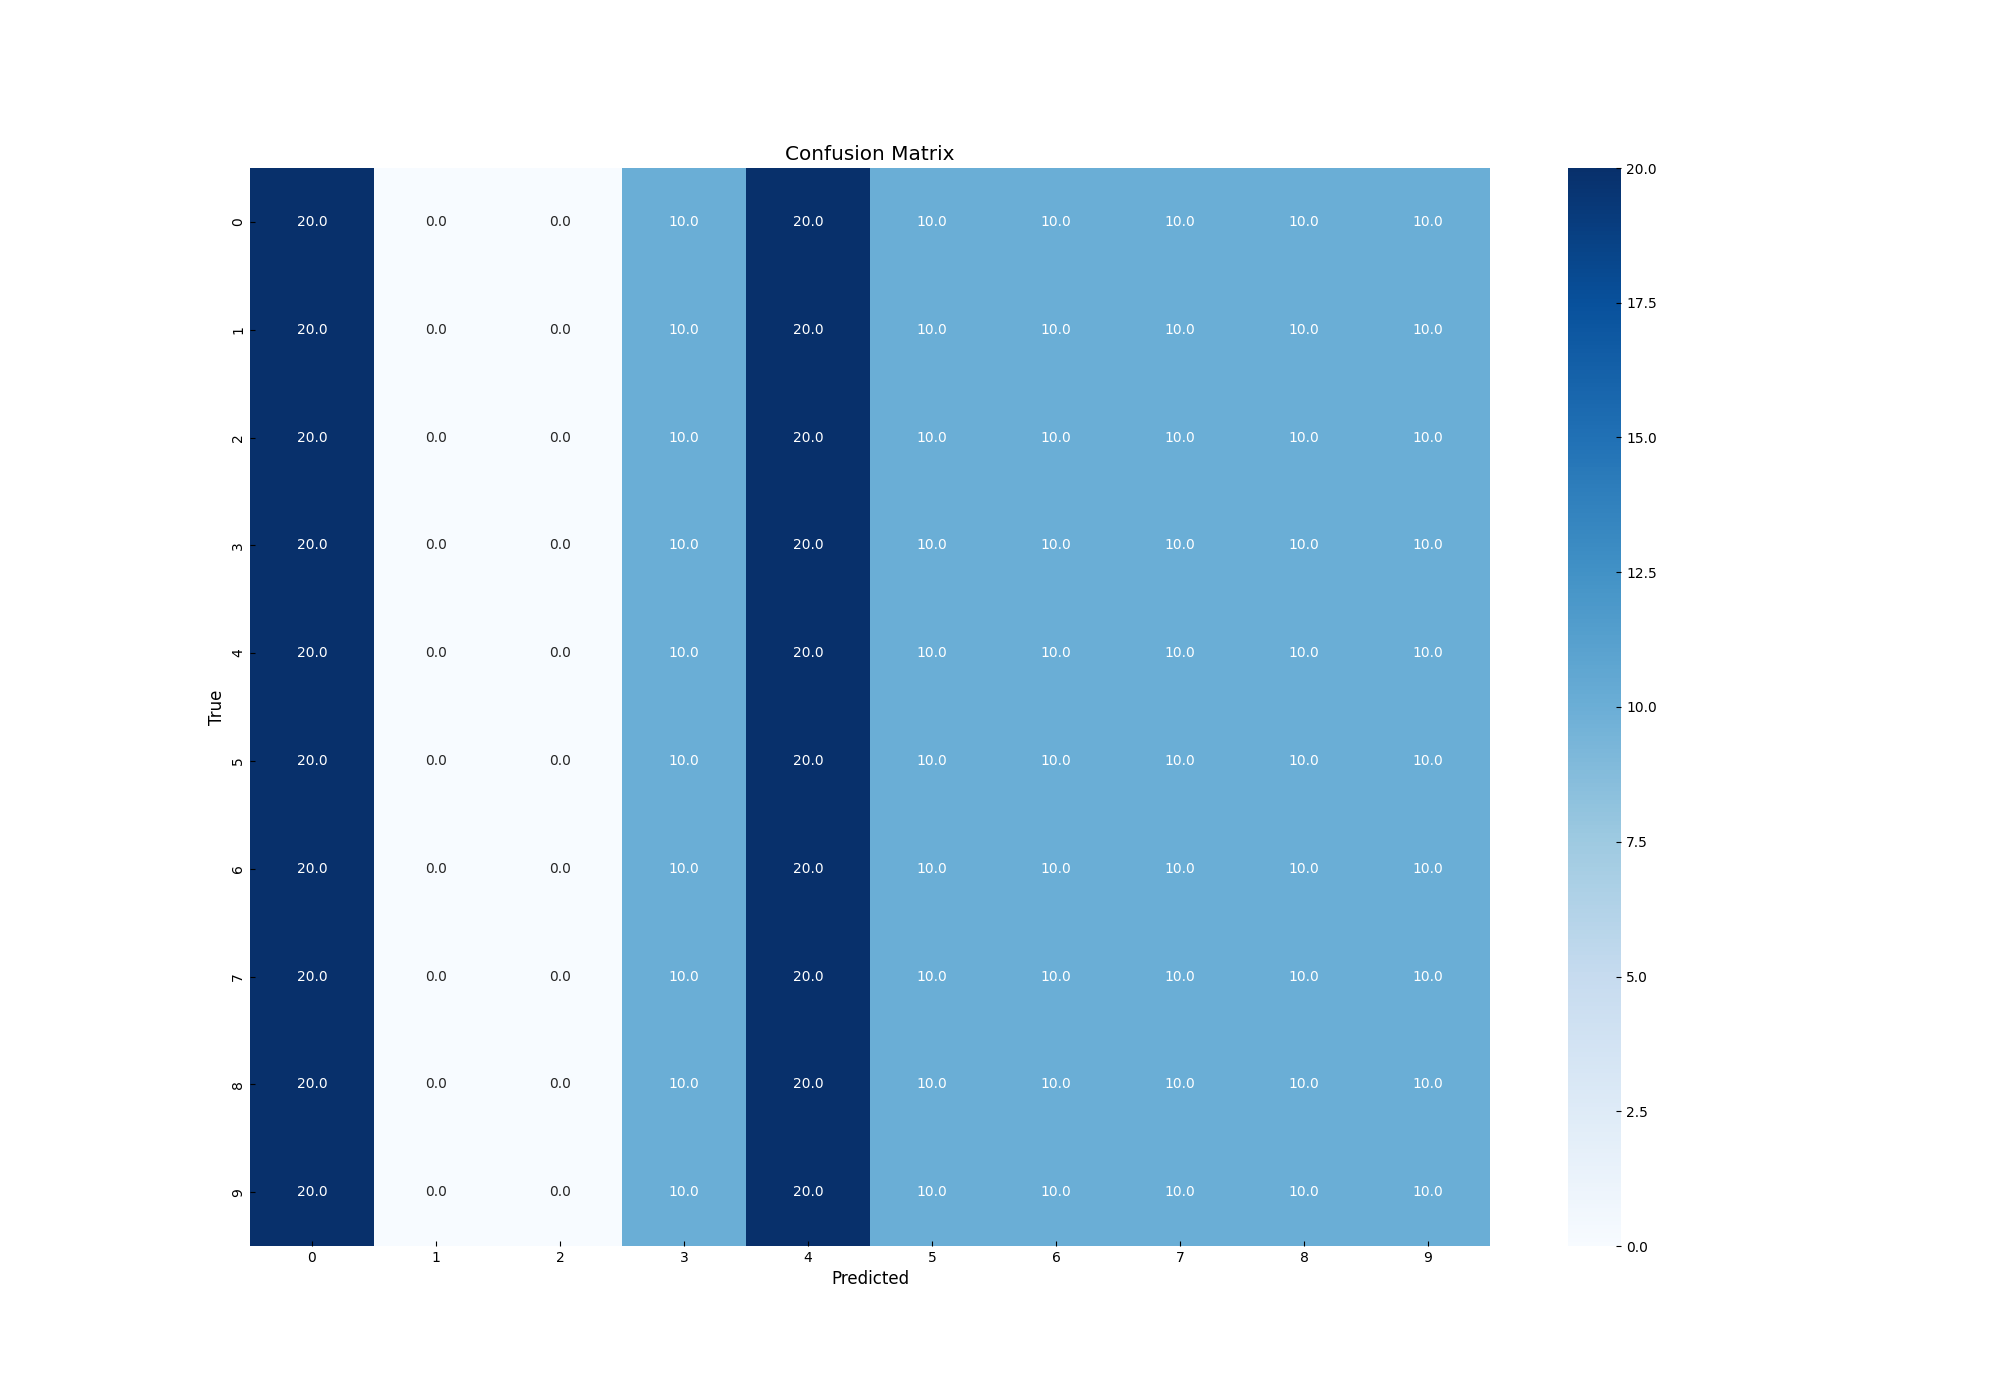 Confusion Matrix
0 20.0 0.0 0.0 10.0 20.0 10.0 10.0 10.0 10.0 10.0
1 20.0 0.0 0.0 10.0 20.0 10.0 10.0 10.0 10.0 10.0
2 20.0 0.0 0.0 10.0 20.0 10.0 10.0 10.0 10.0 10.0
3 20.0 0.0 0.0 10.0 20.0 10.0 10.0 10.0 10.0 10.0
4 20.0 0.0 0.0 10.0 20.0 10.0 10.0 10.0 10.0 10.0
True
5 20.0 0.0 0.0 10.0 20.0 10.0 10.0 10.0 10.0 10.0
6 20.0 0.0 0.0 10.0 20.0 10.0 10.0 10.0 10.0 10.0
7 20.0 0.0 0.0 10.0 20.0 10.0 10.0 10.0 10.0 10.0
8 20.0 0.0 0.0 10.0 20.0 10.0 10.0 10.0 10.0 10.0
9 20.0 0.0 0.0 10.0 20.0 10.0 10.0 10.0 10.0 10.0
0 1 2 3 4 5 6 7 8 9
Predicted
20.0
17.5
15.0
12.5
10.0
7.5
5.0
2.5
0.0